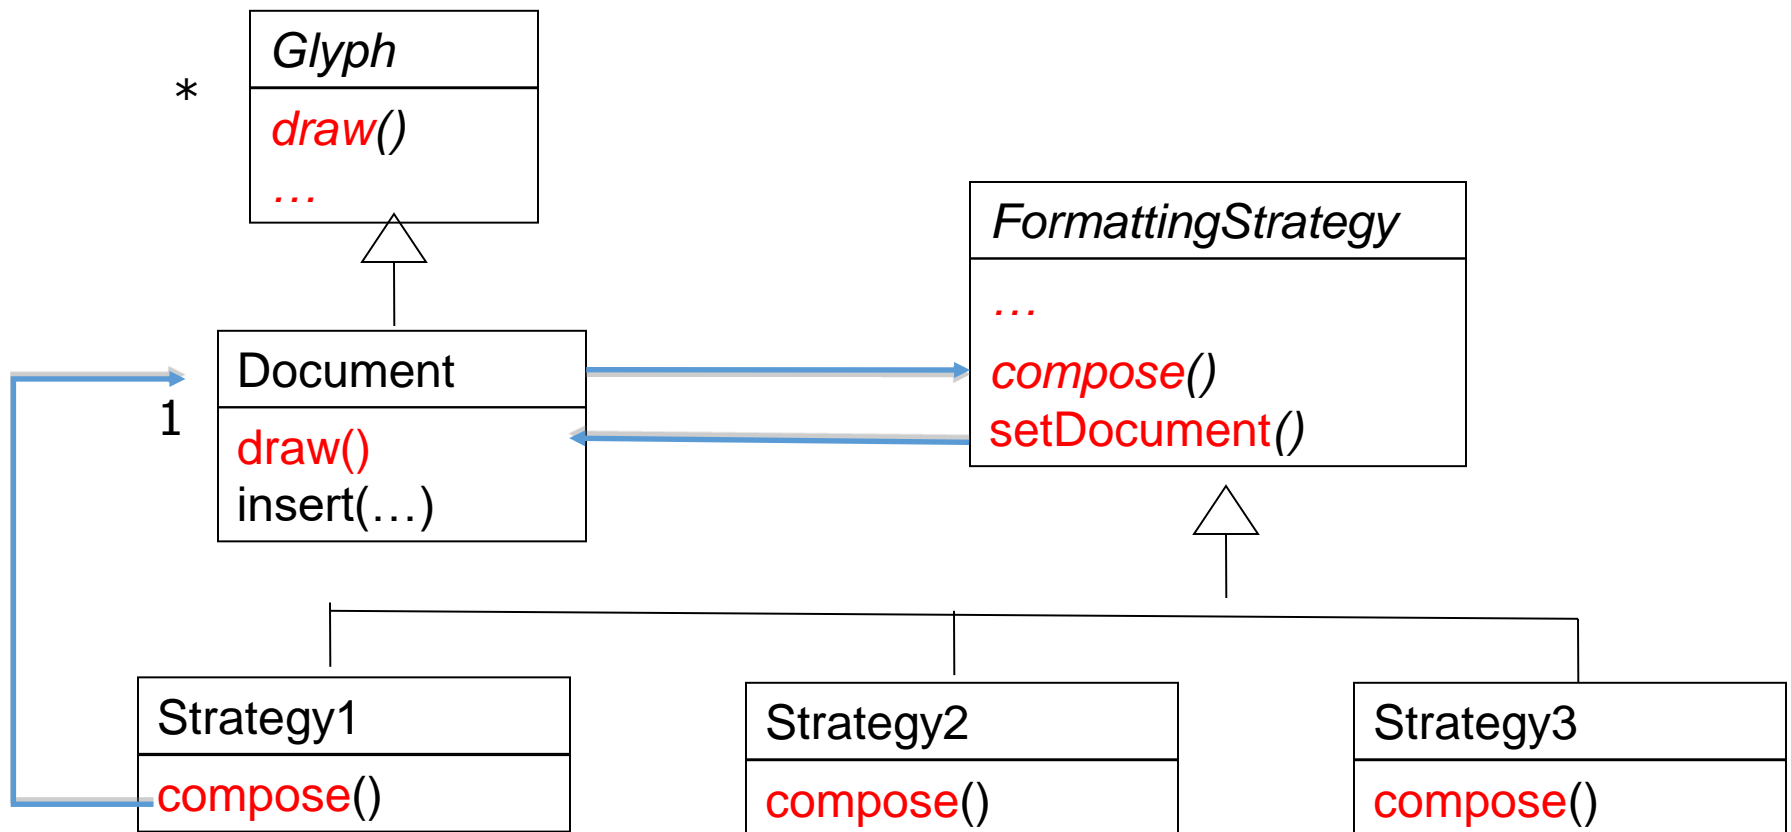 Glyph
*
draw()
…
FormattingStrategy
…
compose()
setDocument()
Document
1
draw()
insert(…)
Strategy1
compose()
Strategy2
compose()
Strategy3
compose()